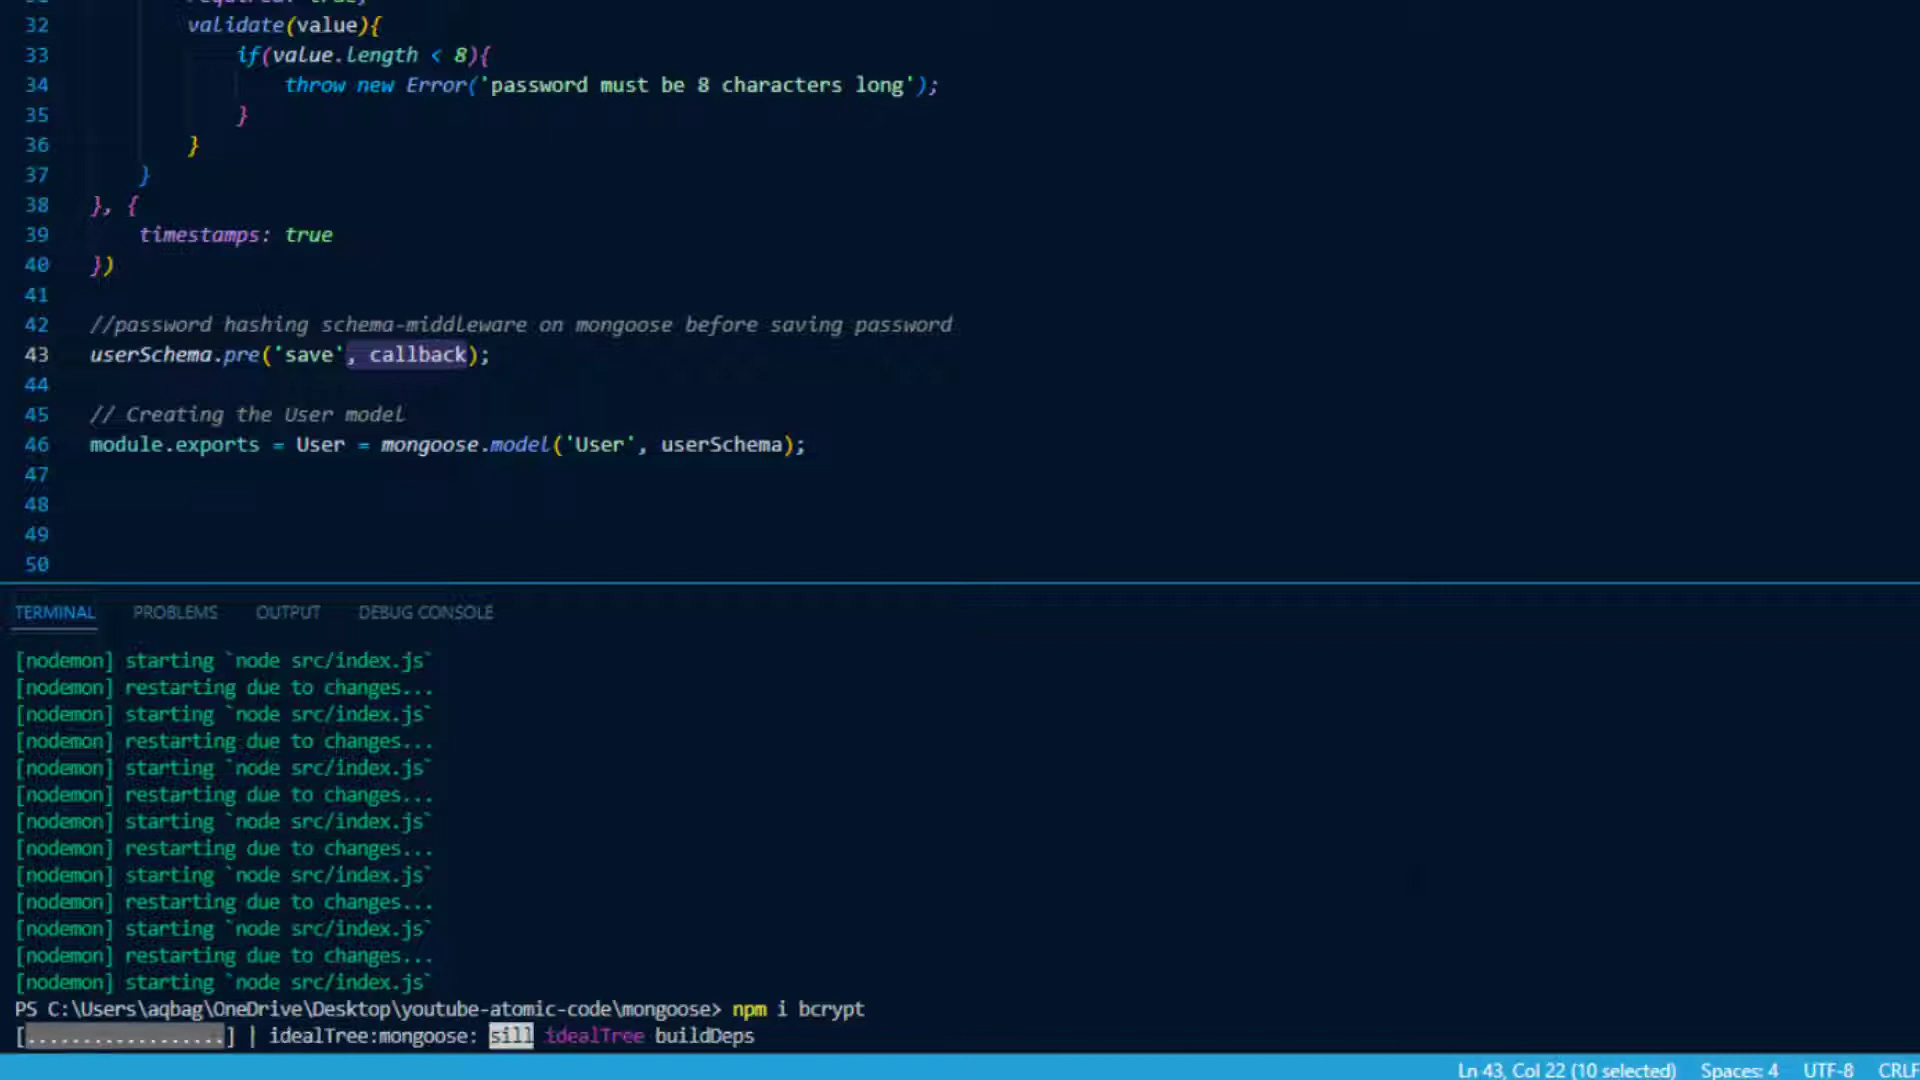 required: true,
32 validate(value){
33 if(value.length < 8){
34 throw new Error('password must be 8 characters long');
35 }
36 }
37 }
38 }, {
39 timestamps: true
40 })
41
42 //password hashing schema-middleware on mongoose before saving password
43 userSchema.pre('save', callback);
44
45 // Creating the User model
46 module.exports = User = mongoose.model('User', userSchema);
47
48
49
50
TERMINAL PROBLEMS OUTPUT DEBUG CONSOLE
[nodemon] starting `node src/index.js`
[nodemon] restarting due to changes...
[nodemon] starting `node src/index.js`
[nodemon] restarting due to changes...
[nodemon] starting `node src/index.js`
[nodemon] restarting due to changes...
[nodemon] starting `node src/index.js`
[nodemon] restarting due to changes...
[nodemon] starting `node src/index.js`
[nodemon] restarting due to changes...
[nodemon] starting `node src/index.js`
[nodemon] restarting due to changes...
[nodemon] starting `node src/index.js`
PS C:\Users\aqbag\OneDrive\Desktop\youtube-atomic-code\mongoose> npm i bcrypt
[..................] | idealTree:mongoose: sill idealTree buildDeps
Ln 43, Col 22 (10 selected) Spaces: 4 UTF-8 CRLF